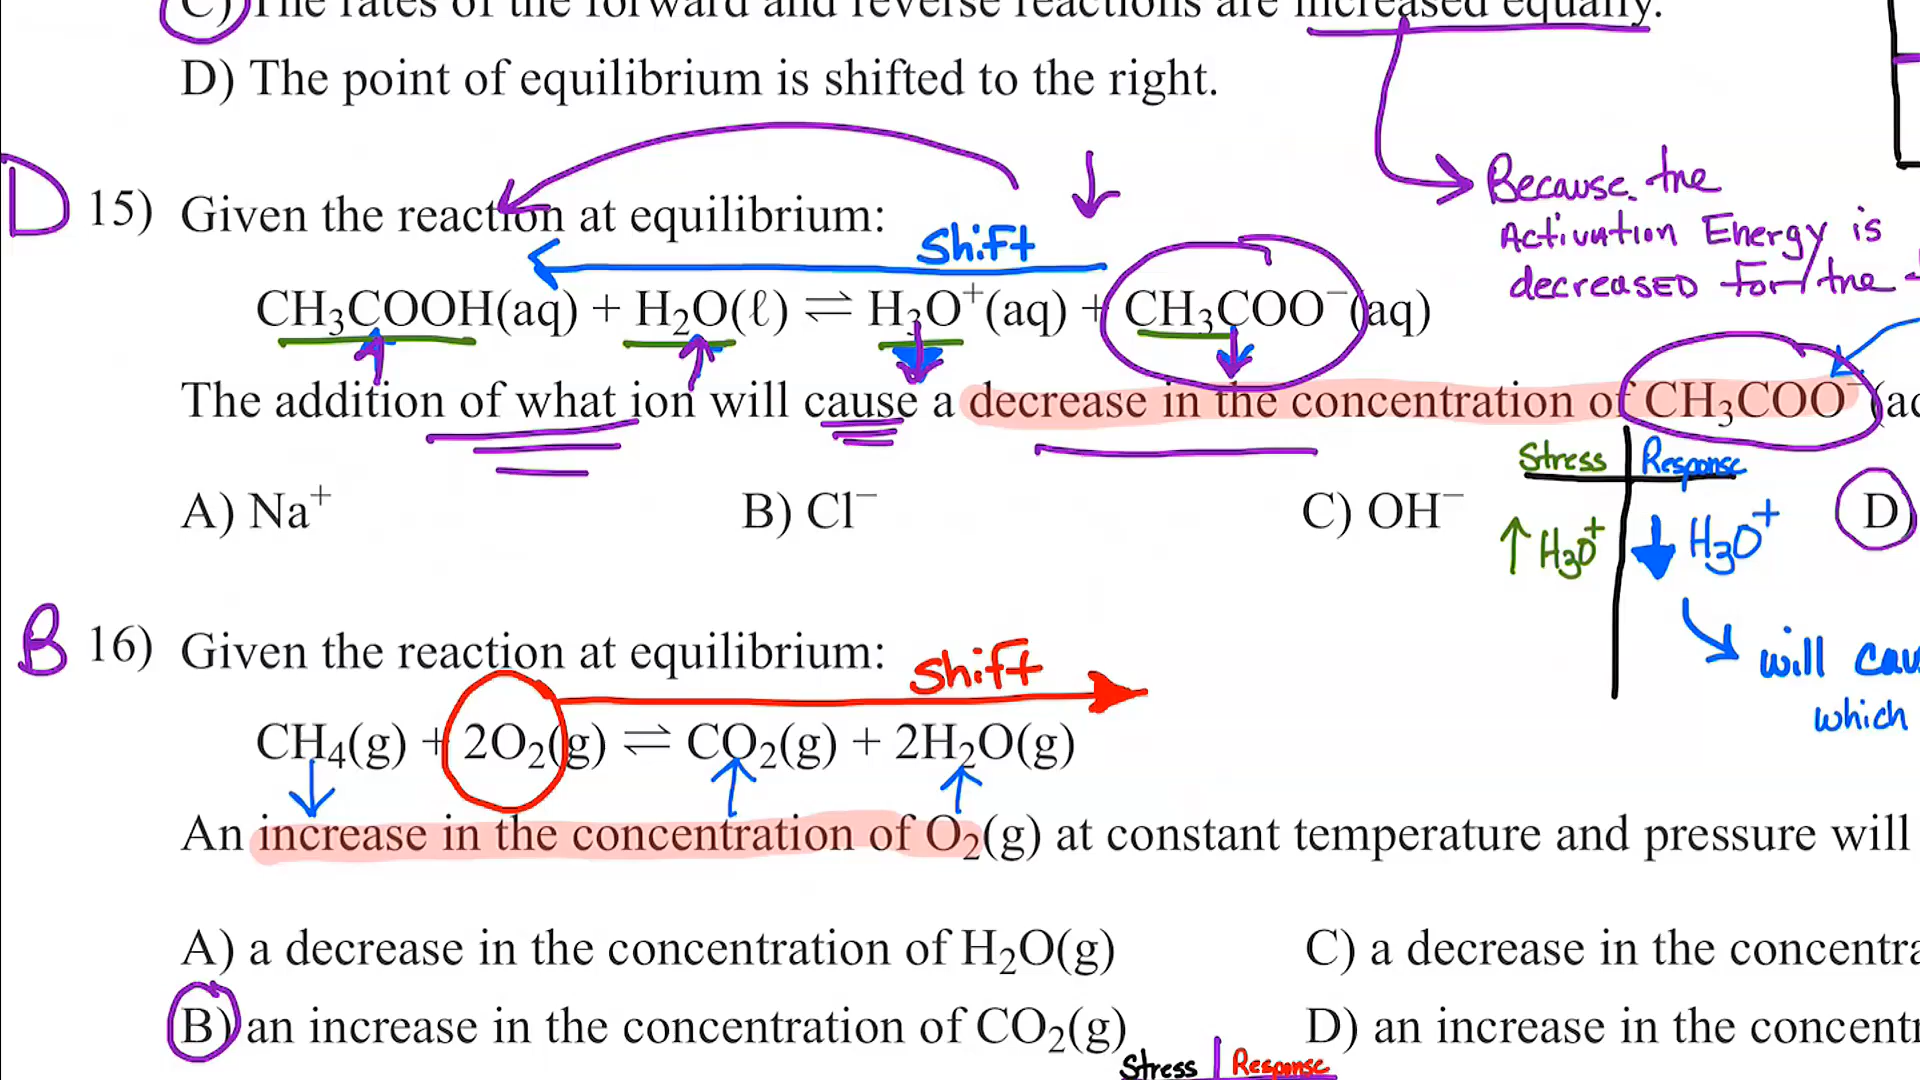 C) The rates of the forward and reverse reactions are increased equally.
D) The point of equilibrium is shifted to the right.
Because the
Activation Energy is
decreased for the
D 15) Given the reaction at equilibrium:
Shift
CH₃COOH(aq) + H₂O(ℓ) ⇌ H₃O⁺(aq) + CH₃COO⁻(aq)
The addition of what ion will cause a decrease in the concentration of CH₃COO⁻(aq
Stress | Response
A) Na⁺ B) Cl⁻ C) OH⁻ D)
↑ H3O⁺ ↓ H3O⁺
will cau
which
B 16) Given the reaction at equilibrium:
Shift
CH₄(g) + 2O₂(g) ⇌ CO₂(g) + 2H₂O(g)
An increase in the concentration of O₂(g) at constant temperature and pressure will
A) a decrease in the concentration of H₂O(g) C) a decrease in the concentra
B) an increase in the concentration of CO₂(g) D) an increase in the concentr
Stress | Response